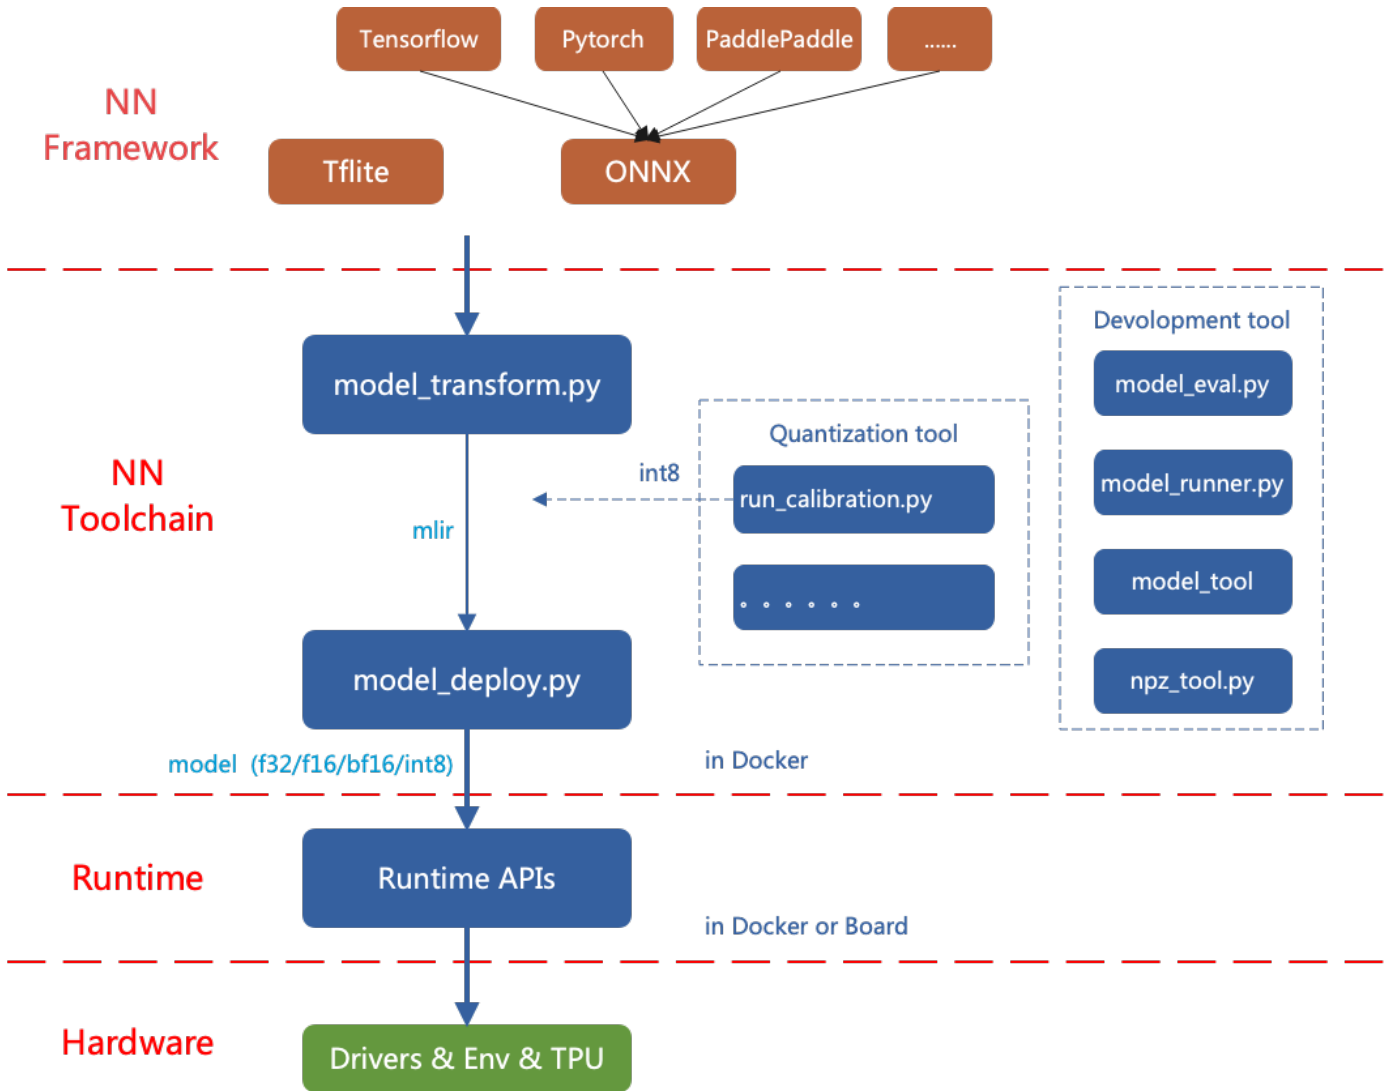 Tensorflow
Pytorch
PaddlePaddle
......
NN
Framework
Tflite
ONNX
Devolopment tool
model_transform.py
model_eval.py
Quantization tool
NN
Toolchain
int8
run_calibration.py
model_runner.py
mlir
。。。。。。
model_tool
model_deploy.py
npz_tool.py
model (f32/f16/bf16/int8)
in Docker
Runtime
Runtime APIs
in Docker or Board
Hardware
Drivers & Env & TPU